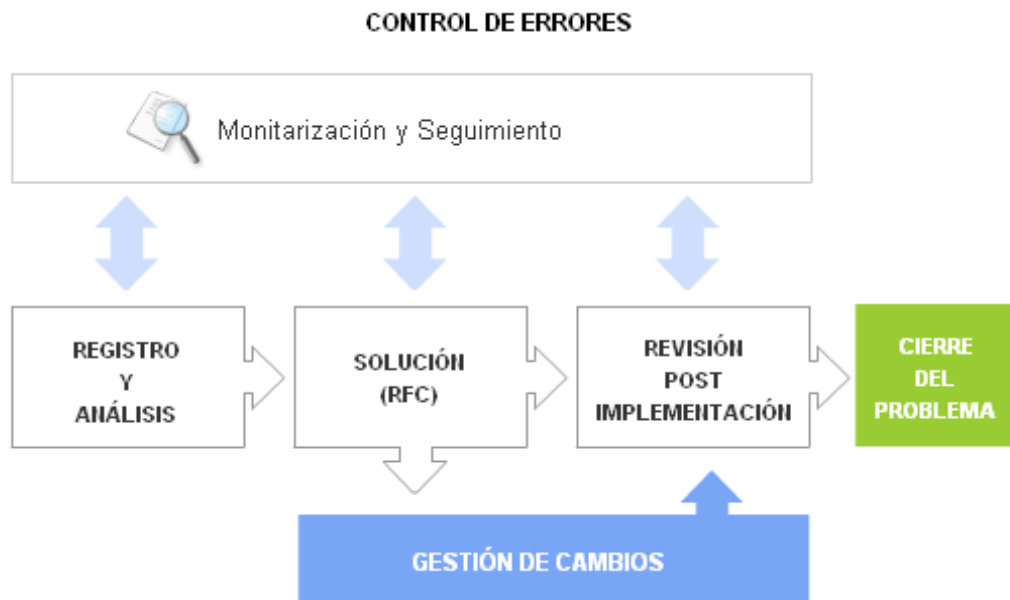 CONTROL DE ERRORES
Monitarización y Seguimiento
REGISTRO
Y
ANÁLISIS
SOLUCIÓN
(RFC)
REVISIÓN
POST
IMPLEMENTACIÓN
CIERRE
DEL
PROBLEMA
GESTIÓN DE CAMBIOS